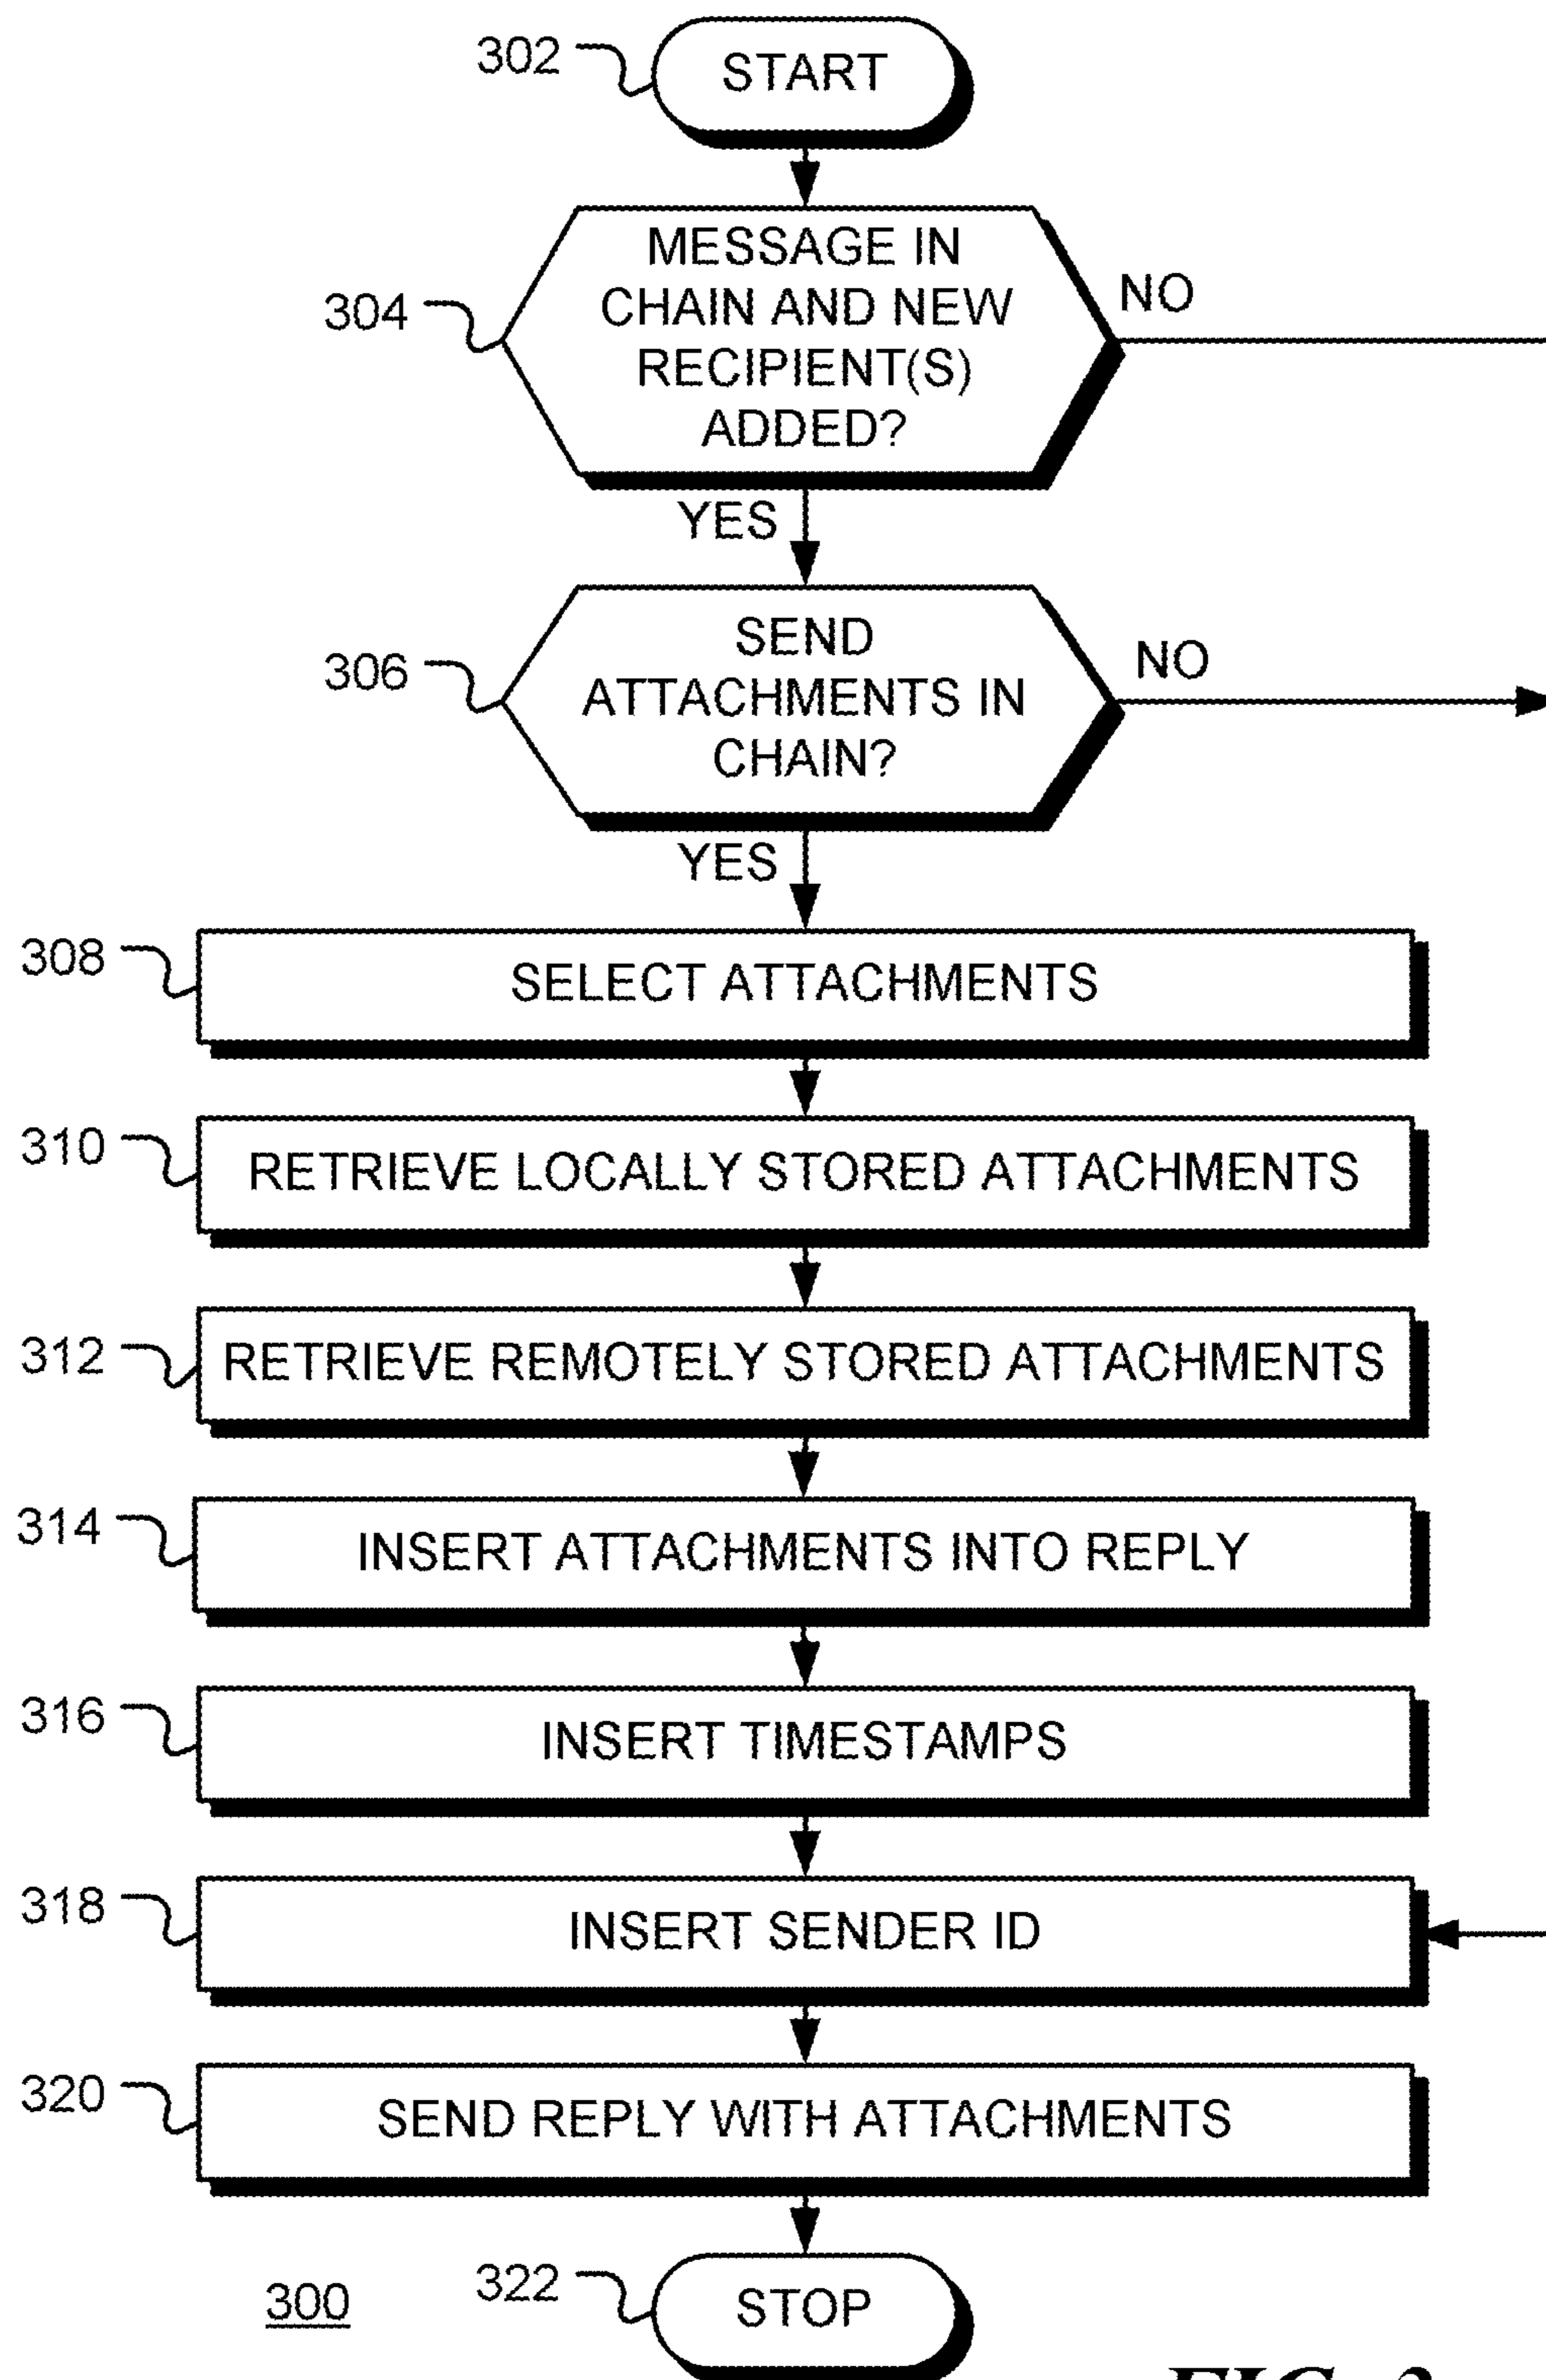 302
START
304
MESSAGE IN
CHAIN AND NEW
RECIPIENT(S)
ADDED?
NO
YES
306
SEND
ATTACHMENTS IN
CHAIN?
NO
YES
308
SELECT ATTACHMENTS
310
RETRIEVE LOCALLY STORED ATTACHMENTS
312
RETRIEVE REMOTELY STORED ATTACHMENTS
314
INSERT ATTACHMENTS INTO REPLY
316
INSERT TIMESTAMPS
318
INSERT SENDER ID
320
SEND REPLY WITH ATTACHMENTS
300
322
STOP